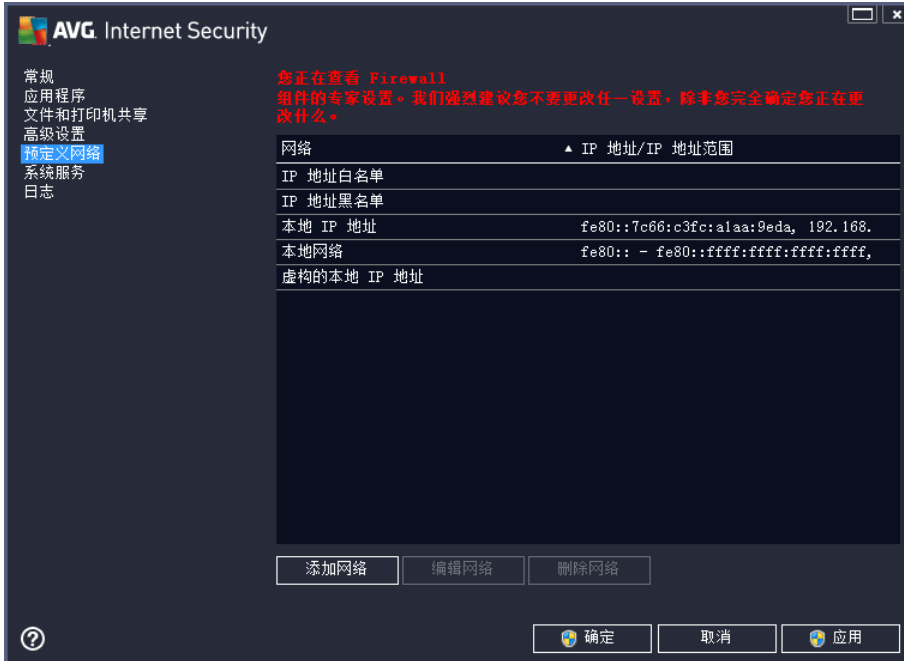 AVG. Internet Security
常规
应用程序
文件和打印机共享
高级设置
预定义网络
系统服务
日志
您正在查看 Firewall
组件的专家设置。我们强烈建议您不要更改任一设置，除非您完全确定您正在更
改什么。
网络 ▲ IP 地址/IP 地址范围
IP 地址白名单
IP 地址黑名单
本地 IP 地址 fe80::7c66:c3fc:a1aa:9eda, 192.168.
本地网络 fe80:: - fe80::ffff:ffff:ffff:ffff,
虚构的本地 IP 地址
添加网络 编辑网络 删除网络
确定 取消 应用